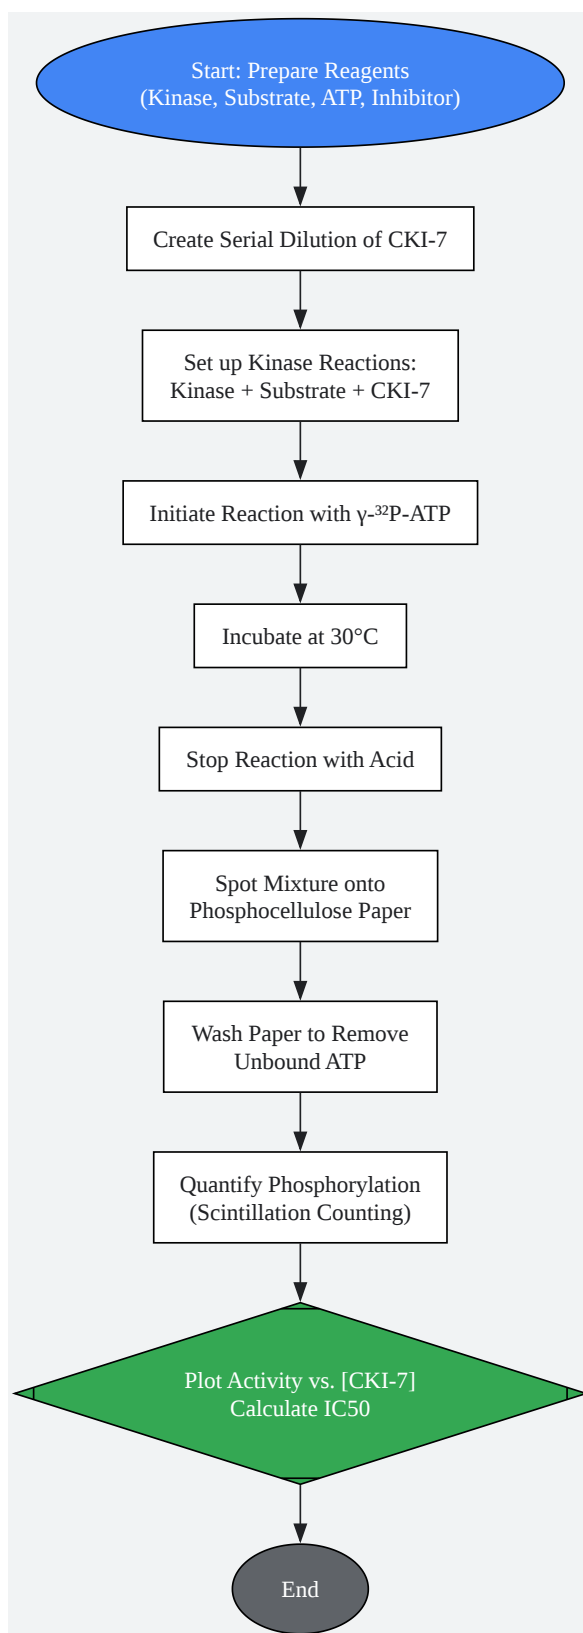 Start: Prepare Reagents
(Kinase, Substrate, ATP, Inhibitor)
Create Serial Dilution of CKI-7
Set up Kinase Reactions:
Kinase + Substrate + CKI-7
Initiate Reaction with γ-³²P-ATP
Incubate at 30°C
Stop Reaction with Acid
Spot Mixture onto
Phosphocellulose Paper
Wash Paper to Remove
Unbound ATP
Quantify Phosphorylation
(Scintillation Counting)
Plot Activity vs. [CKI-7]
Calculate IC50
End